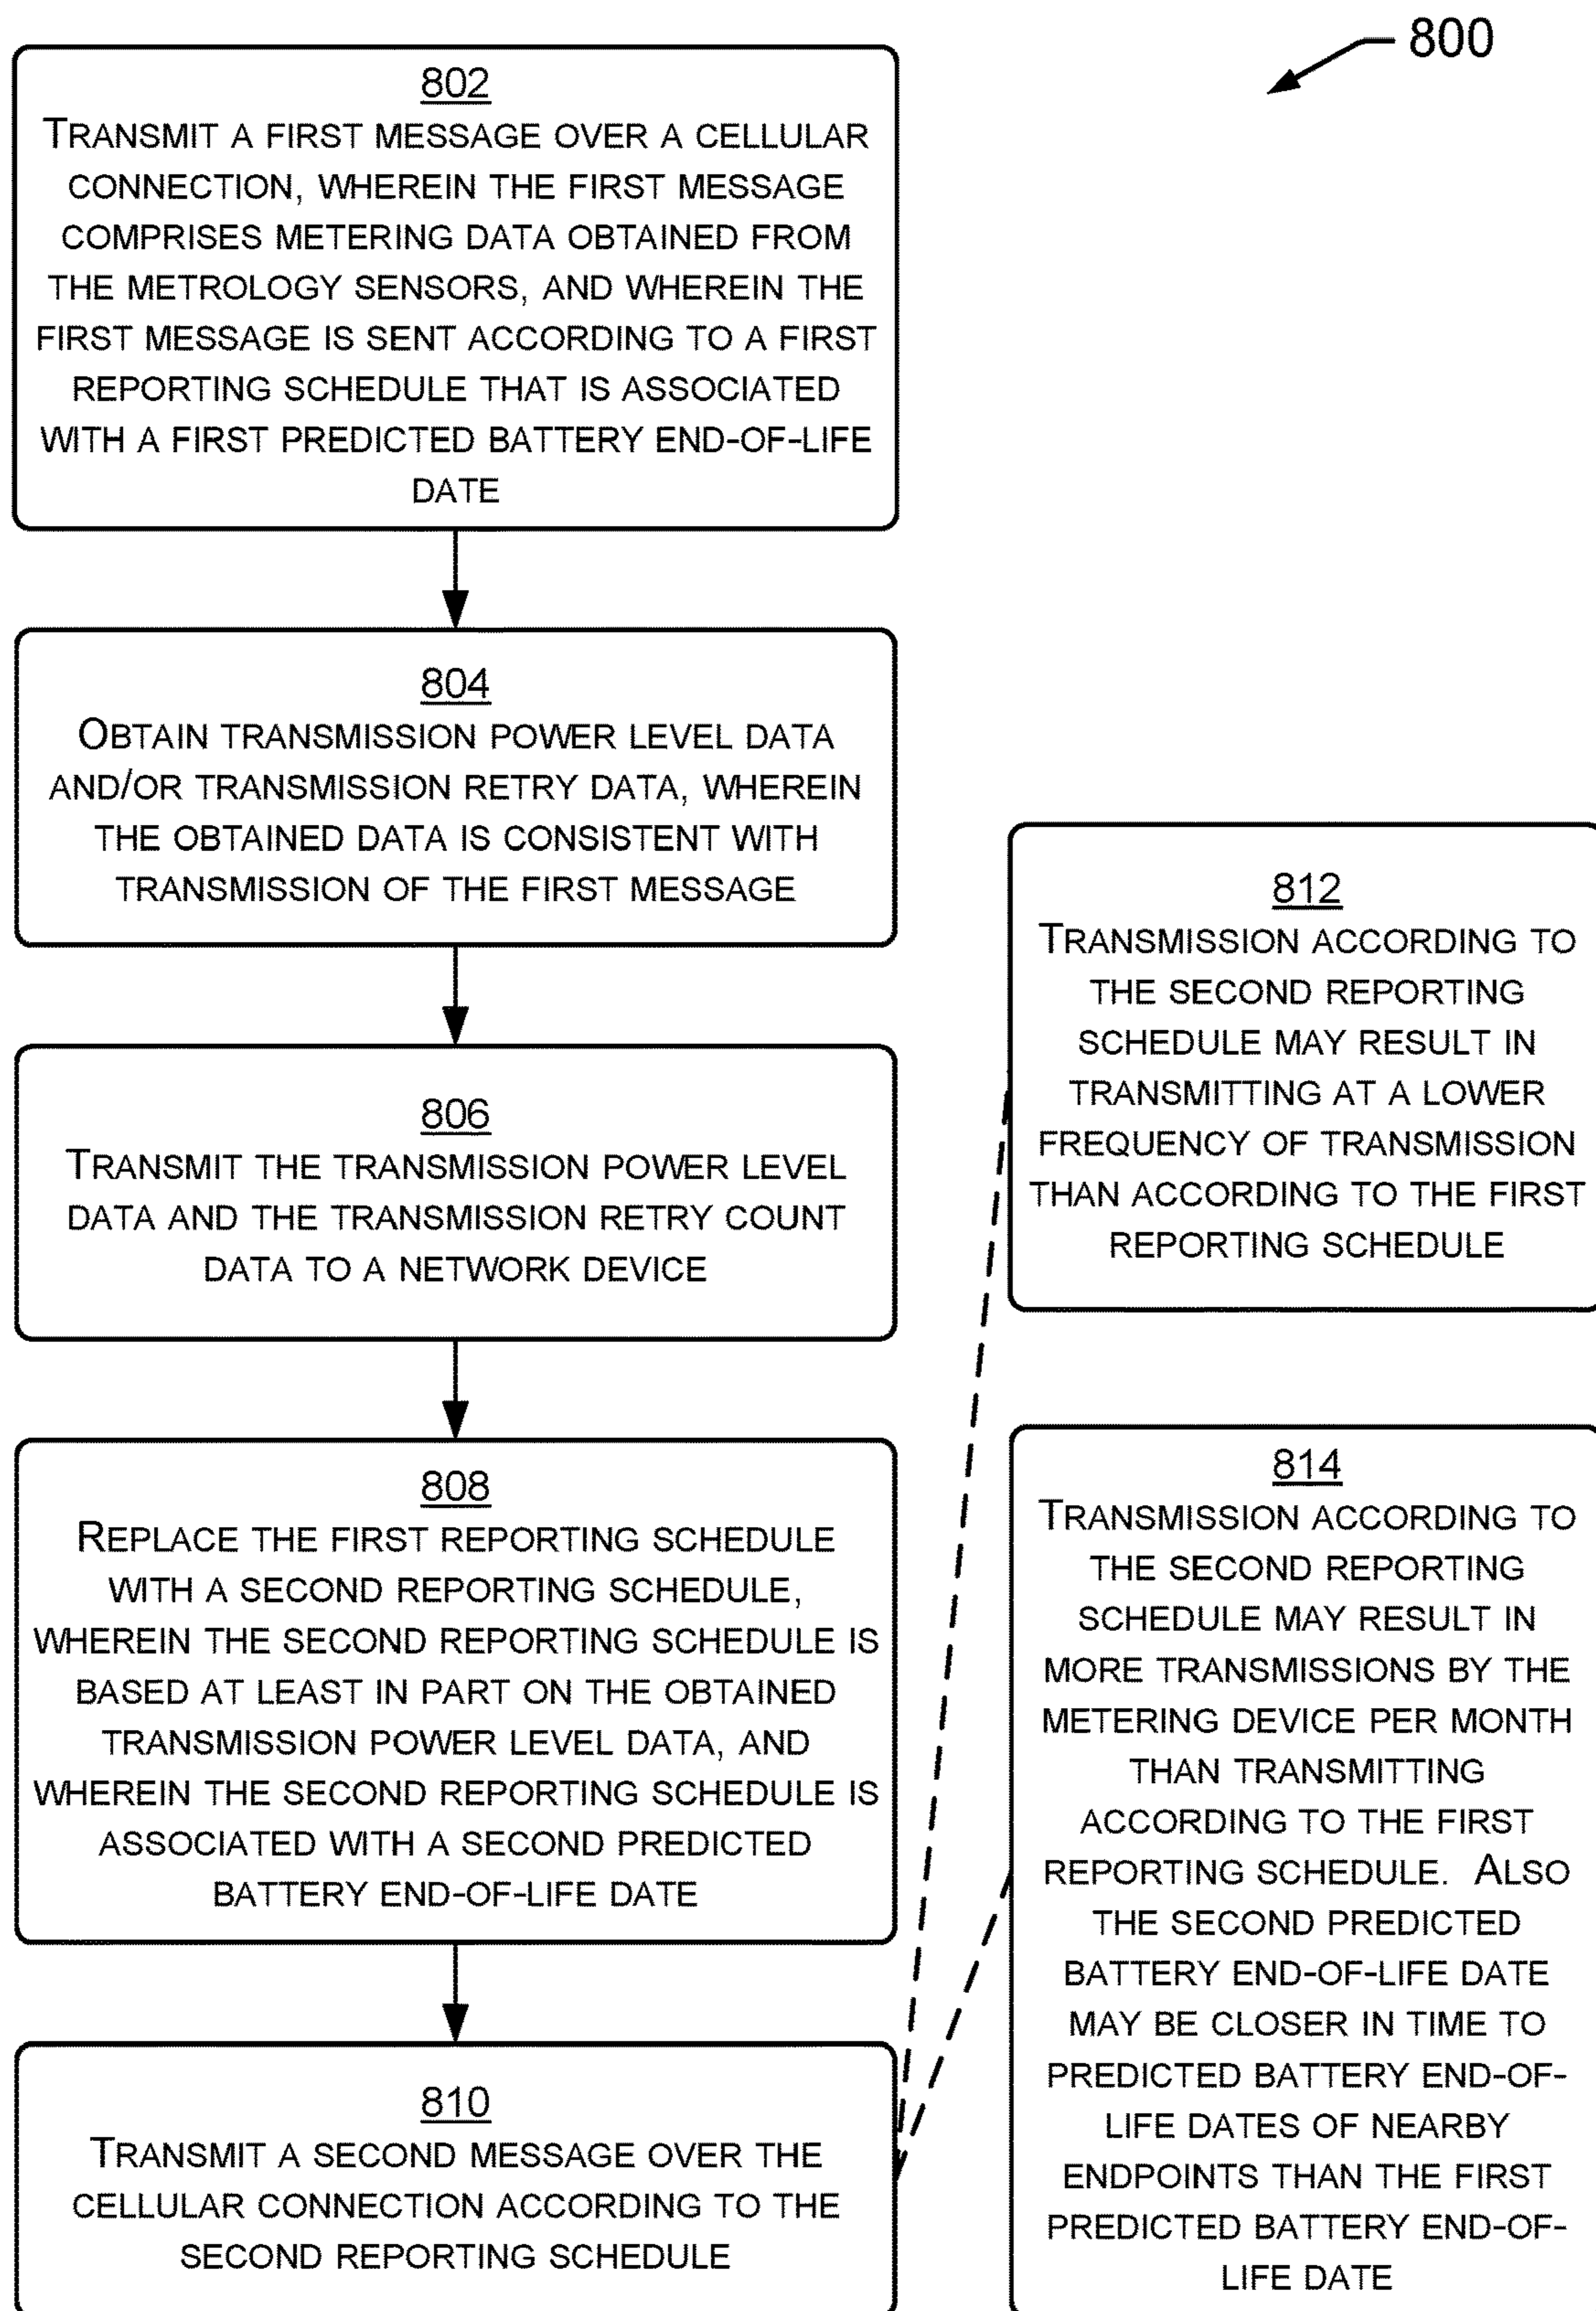 800
802
TRANSMIT A FIRST MESSAGE OVER A CELLULAR
CONNECTION, WHEREIN THE FIRST MESSAGE
COMPRISES METERING DATA OBTAINED FROM
THE METROLOGY SENSORS, AND WHEREIN THE
FIRST MESSAGE IS SENT ACCORDING TO A FIRST
REPORTING SCHEDULE THAT IS ASSOCIATED
WITH A FIRST PREDICTED BATTERY END-OF-LIFE
DATE
804
OBTAIN TRANSMISSION POWER LEVEL DATA
AND/OR TRANSMISSION RETRY DATA, WHEREIN
THE OBTAINED DATA IS CONSISTENT WITH
TRANSMISSION OF THE FIRST MESSAGE
806
TRANSMIT THE TRANSMISSION POWER LEVEL
DATA AND THE TRANSMISSION RETRY COUNT
DATA TO A NETWORK DEVICE
808
REPLACE THE FIRST REPORTING SCHEDULE
WITH A SECOND REPORTING SCHEDULE,
WHEREIN THE SECOND REPORTING SCHEDULE IS
BASED AT LEAST IN PART ON THE OBTAINED
TRANSMISSION POWER LEVEL DATA, AND
WHEREIN THE SECOND REPORTING SCHEDULE IS
ASSOCIATED WITH A SECOND PREDICTED
BATTERY END-OF-LIFE DATE
810
TRANSMIT A SECOND MESSAGE OVER THE
CELLULAR CONNECTION ACCORDING TO THE
SECOND REPORTING SCHEDULE
812
TRANSMISSION ACCORDING TO
THE SECOND REPORTING
SCHEDULE MAY RESULT IN
TRANSMITTING AT A LOWER
FREQUENCY OF TRANSMISSION
THAN ACCORDING TO THE FIRST
REPORTING SCHEDULE
814
TRANSMISSION ACCORDING TO
THE SECOND REPORTING
SCHEDULE MAY RESULT IN
MORE TRANSMISSIONS BY THE
METERING DEVICE PER MONTH
THAN TRANSMITTING
ACCORDING TO THE FIRST
REPORTING SCHEDULE. ALSO
THE SECOND PREDICTED
BATTERY END-OF-LIFE DATE
MAY BE CLOSER IN TIME TO
PREDICTED BATTERY END-OF-
LIFE DATES OF NEARBY
ENDPOINTS THAN THE FIRST
PREDICTED BATTERY END-OF-
LIFE DATE